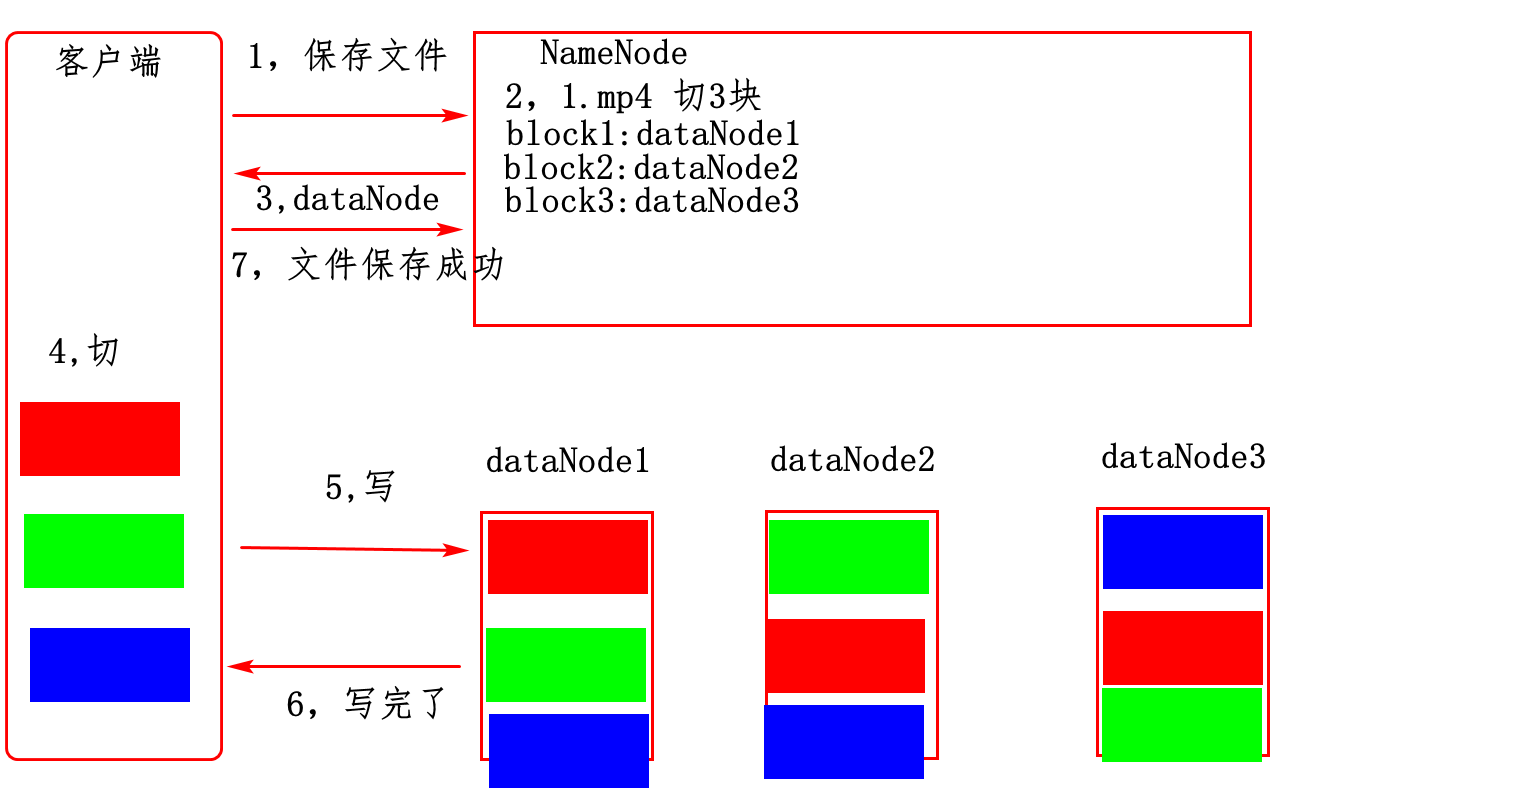 客户端
1，保存文件
NameNode
2，1.mp4 切3块
block1:dataNode1
block2:dataNode2
block3:dataNode3
3,dataNode
7，文件保存成功
4,切
5,写
6，写完了
dataNode1
dataNode2
dataNode3